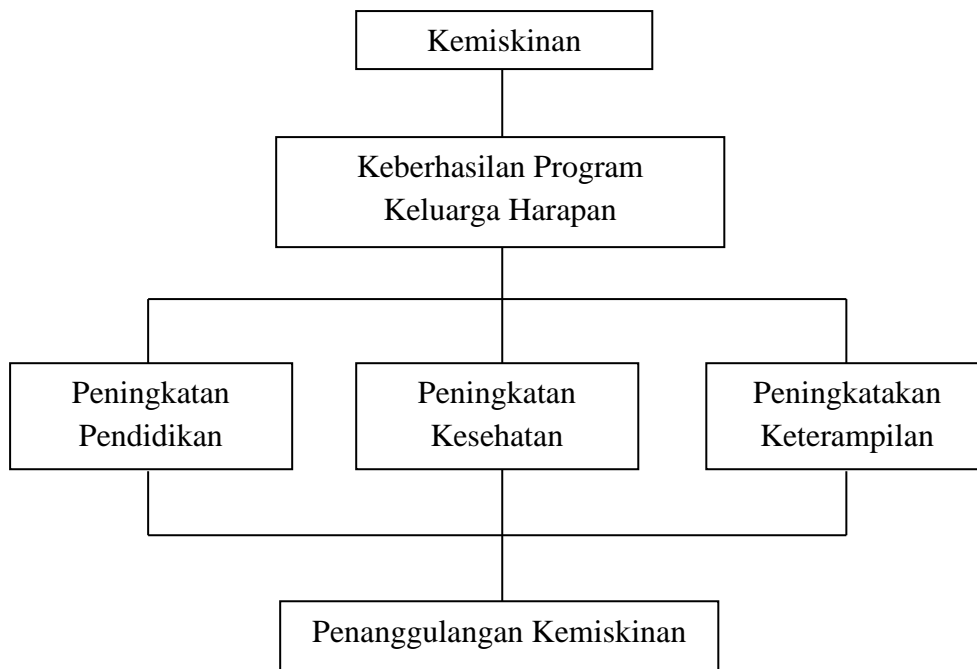 Kemiskinan
Keberhasilan Program
Keluarga Harapan
Peningkatan
Pendidikan
Peningkatan
Kesehatan
Peningkatakan
Keterampilan
Penanggulangan Kemiskinan